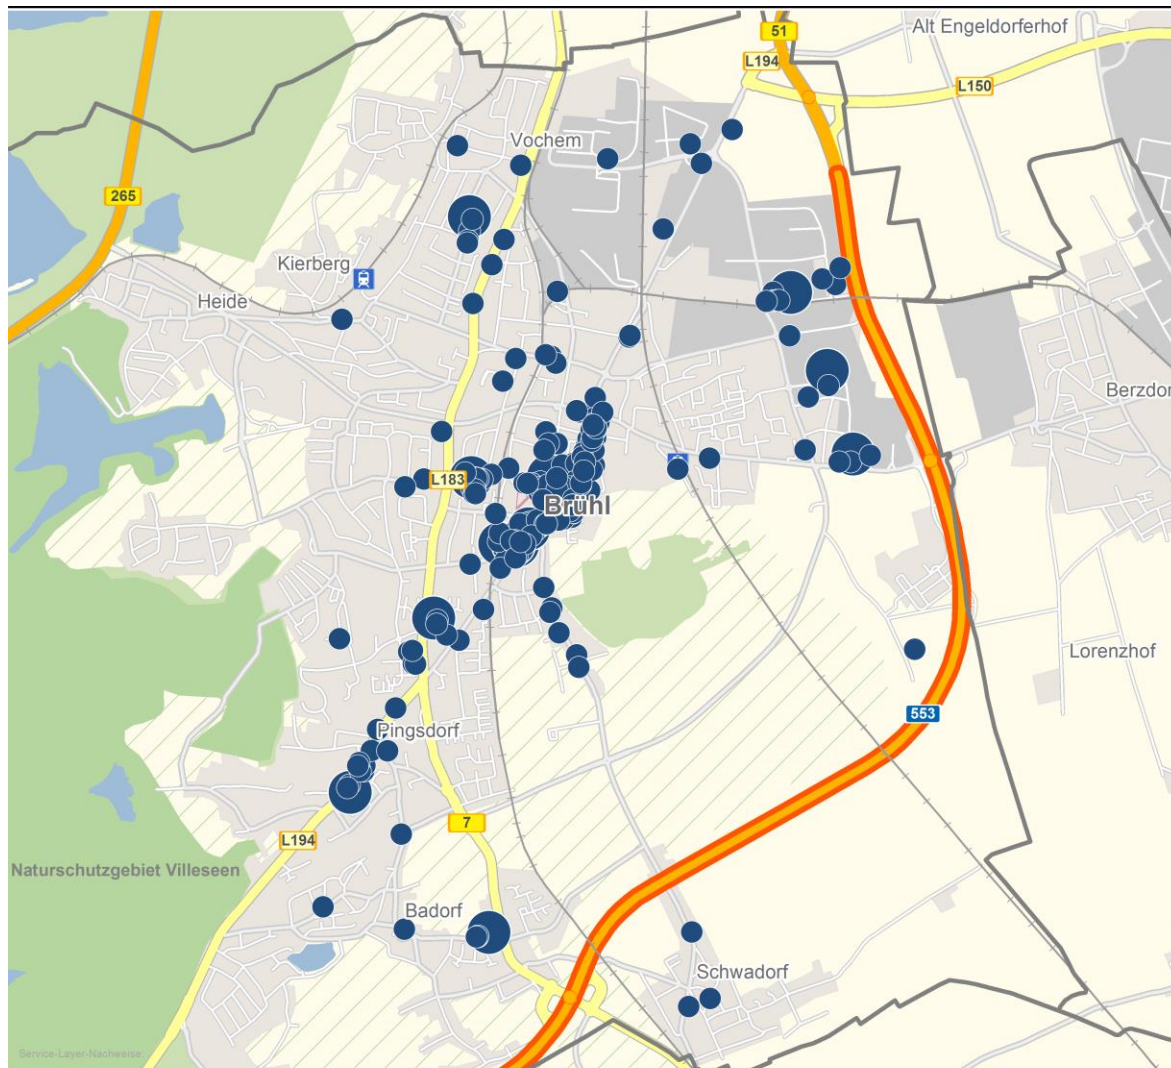 51
Alt Engeldorferhof
L194
L150
Vochem
265
Kierberg
Heide
Berzdor
L183
Brühl
Lorenzhof
553
Pingsdorf
7
L194
Naturschutzgebiet Villeseen
Badorf
Schwadorf
Service-Layer-Nachweise: